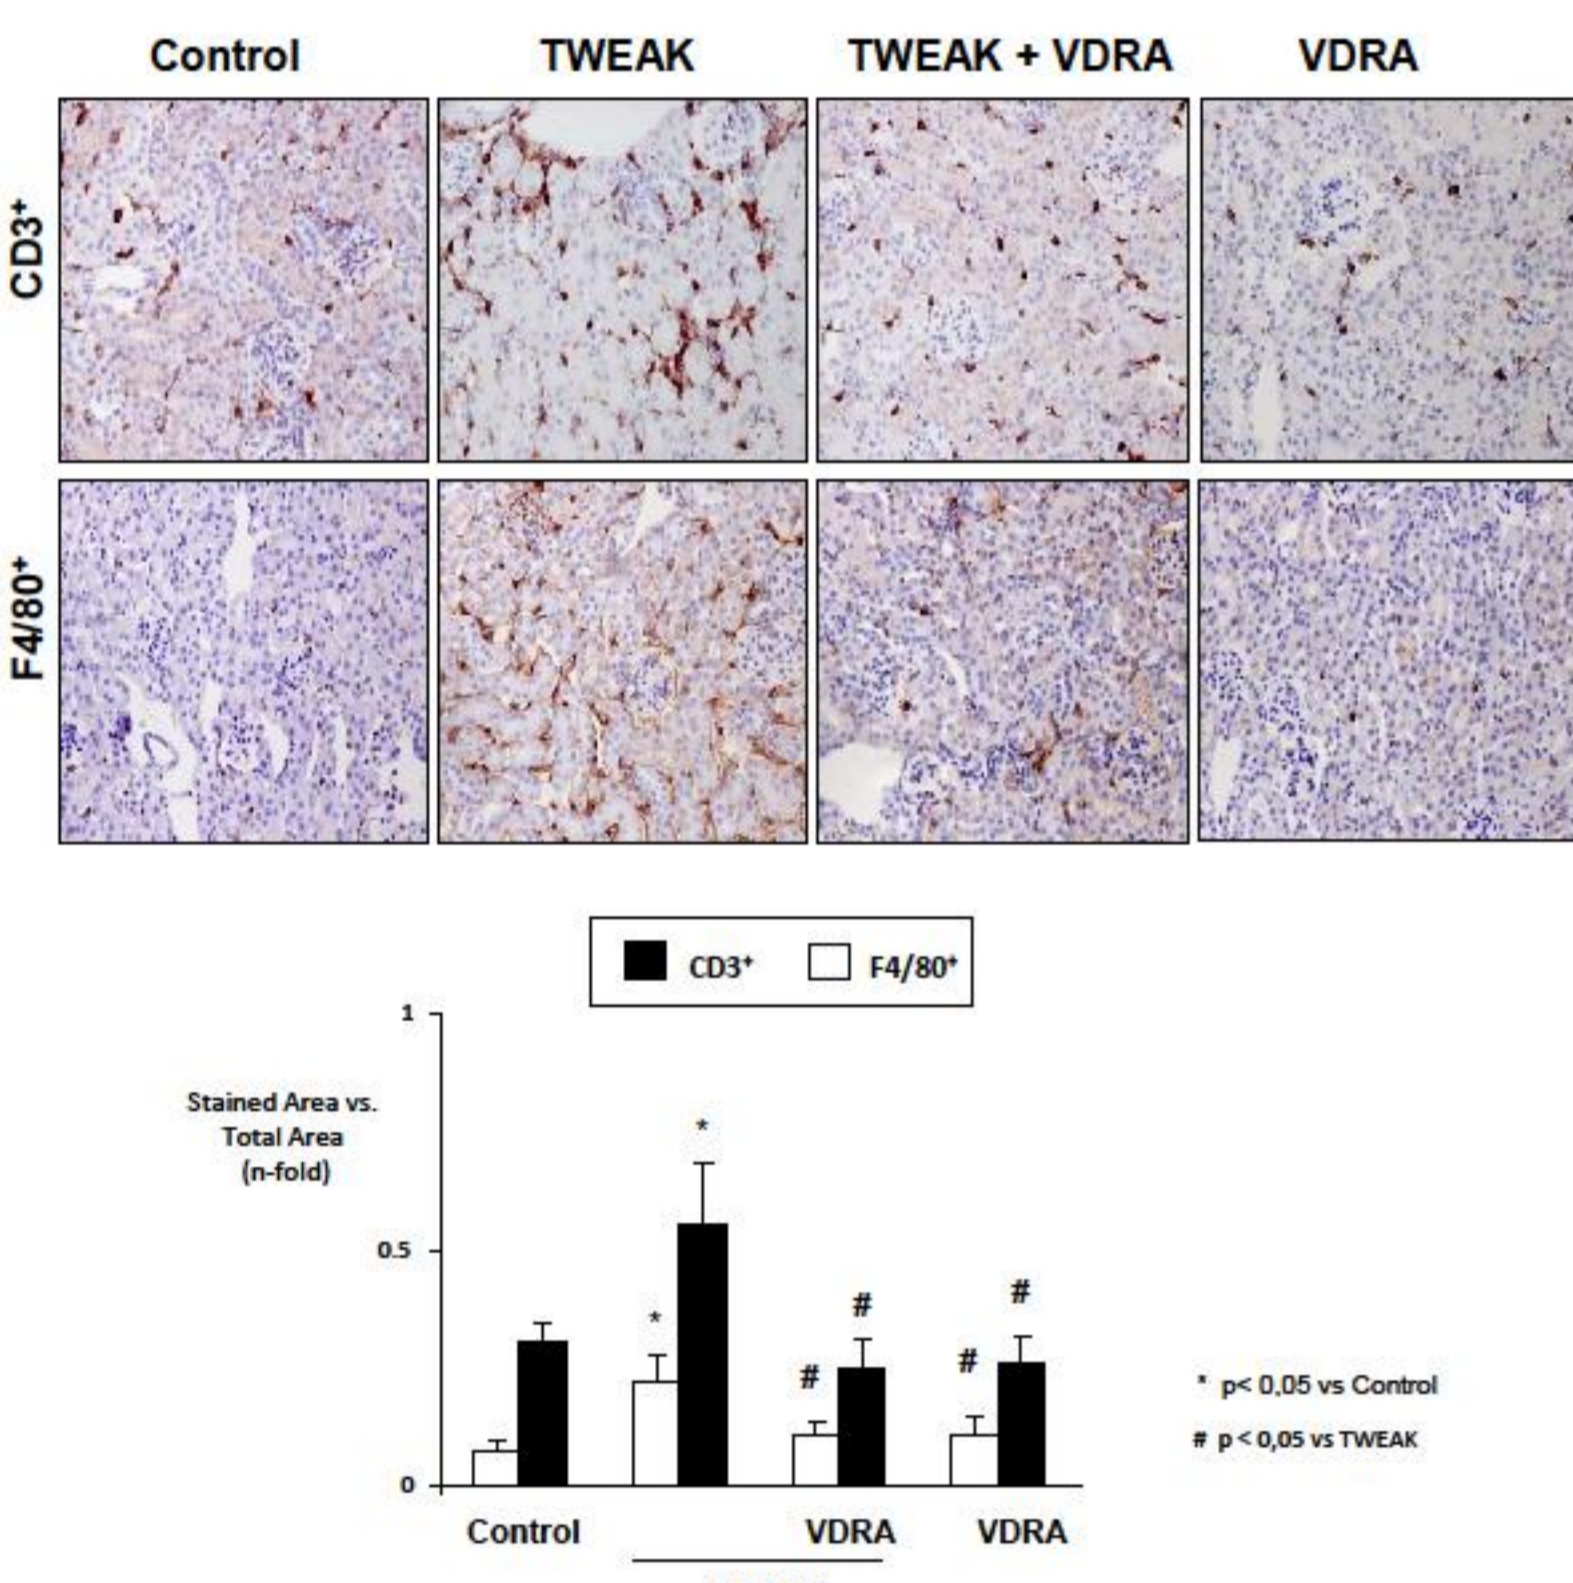 Control TWEAK TWEAK + VDRA VDRA
CD3⁺
F4/80⁺
CD3⁺ F4/80⁺
1
Stained Area vs.
Total Area
(n-fold)
*
0.5
*
#
#
#
#
* p< 0,05 vs Control
# p < 0,05 vs TWEAK
0
Control VDRA VDRA